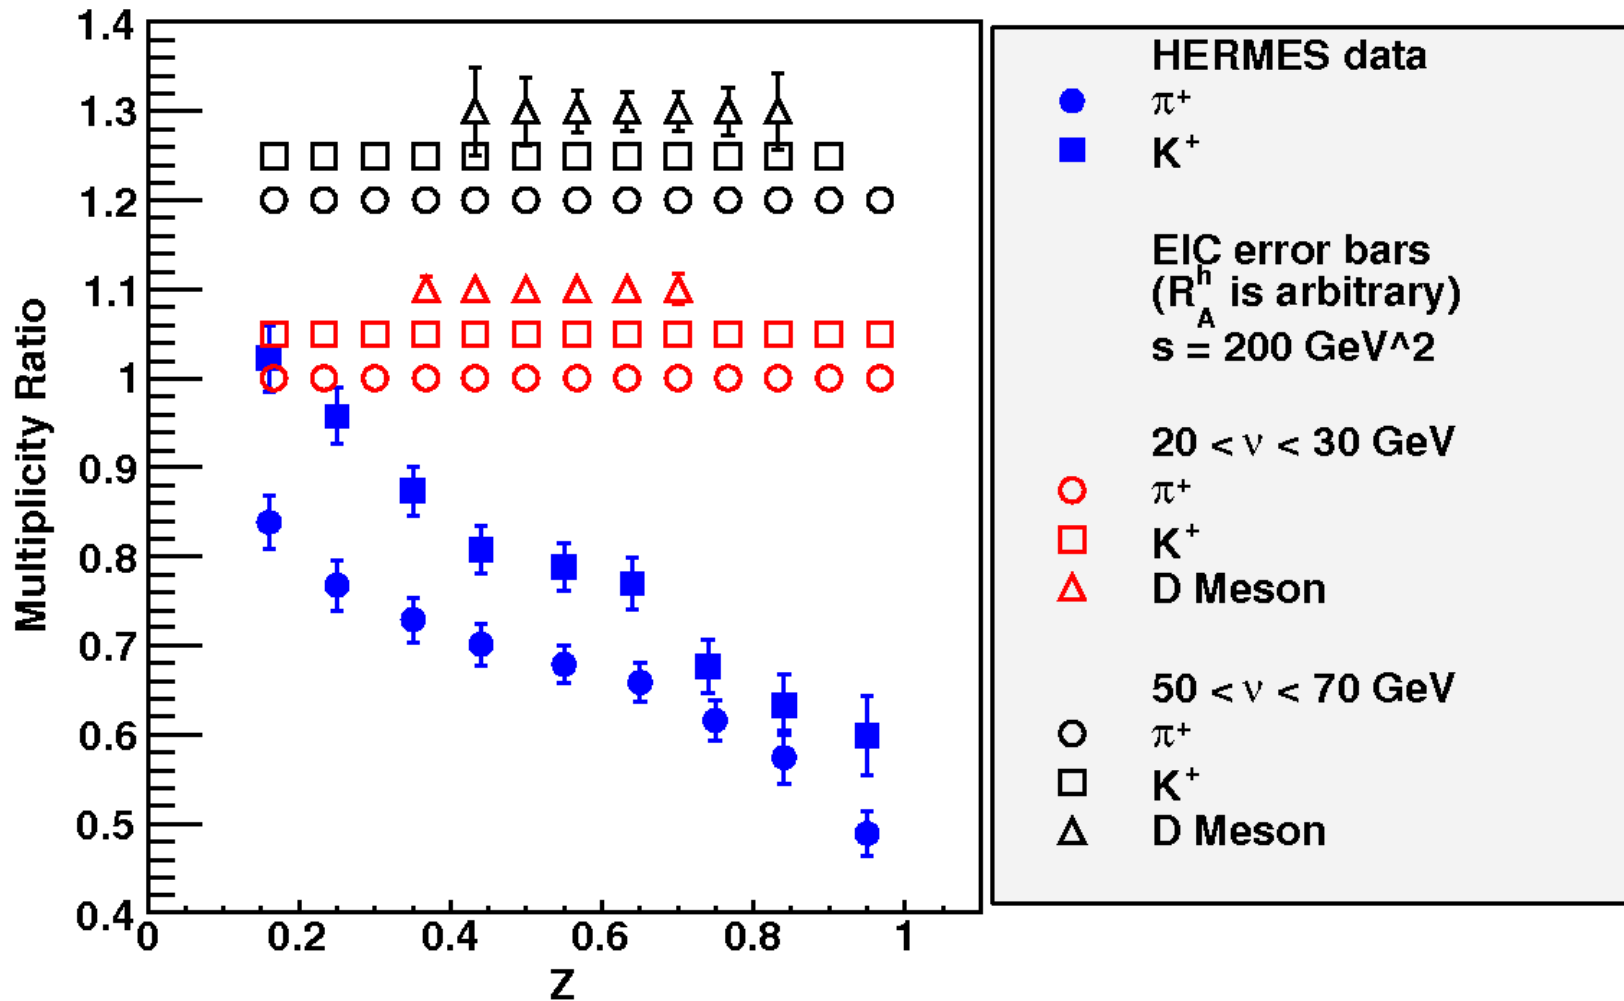 1.4
1.3
1.2
1.1
1
0.9
0.8
0.7
0.6
0.5
0.4
Multiplicity Ratio
0
0.2
0.4
0.6
0.8
1
Z
HERMES data
π+
K+
EIC error bars
(R^h_A is arbitrary)
s = 200 GeV^2
20 < ν < 30 GeV
π+
K+
D Meson
50 < ν < 70 GeV
π+
K+
D Meson